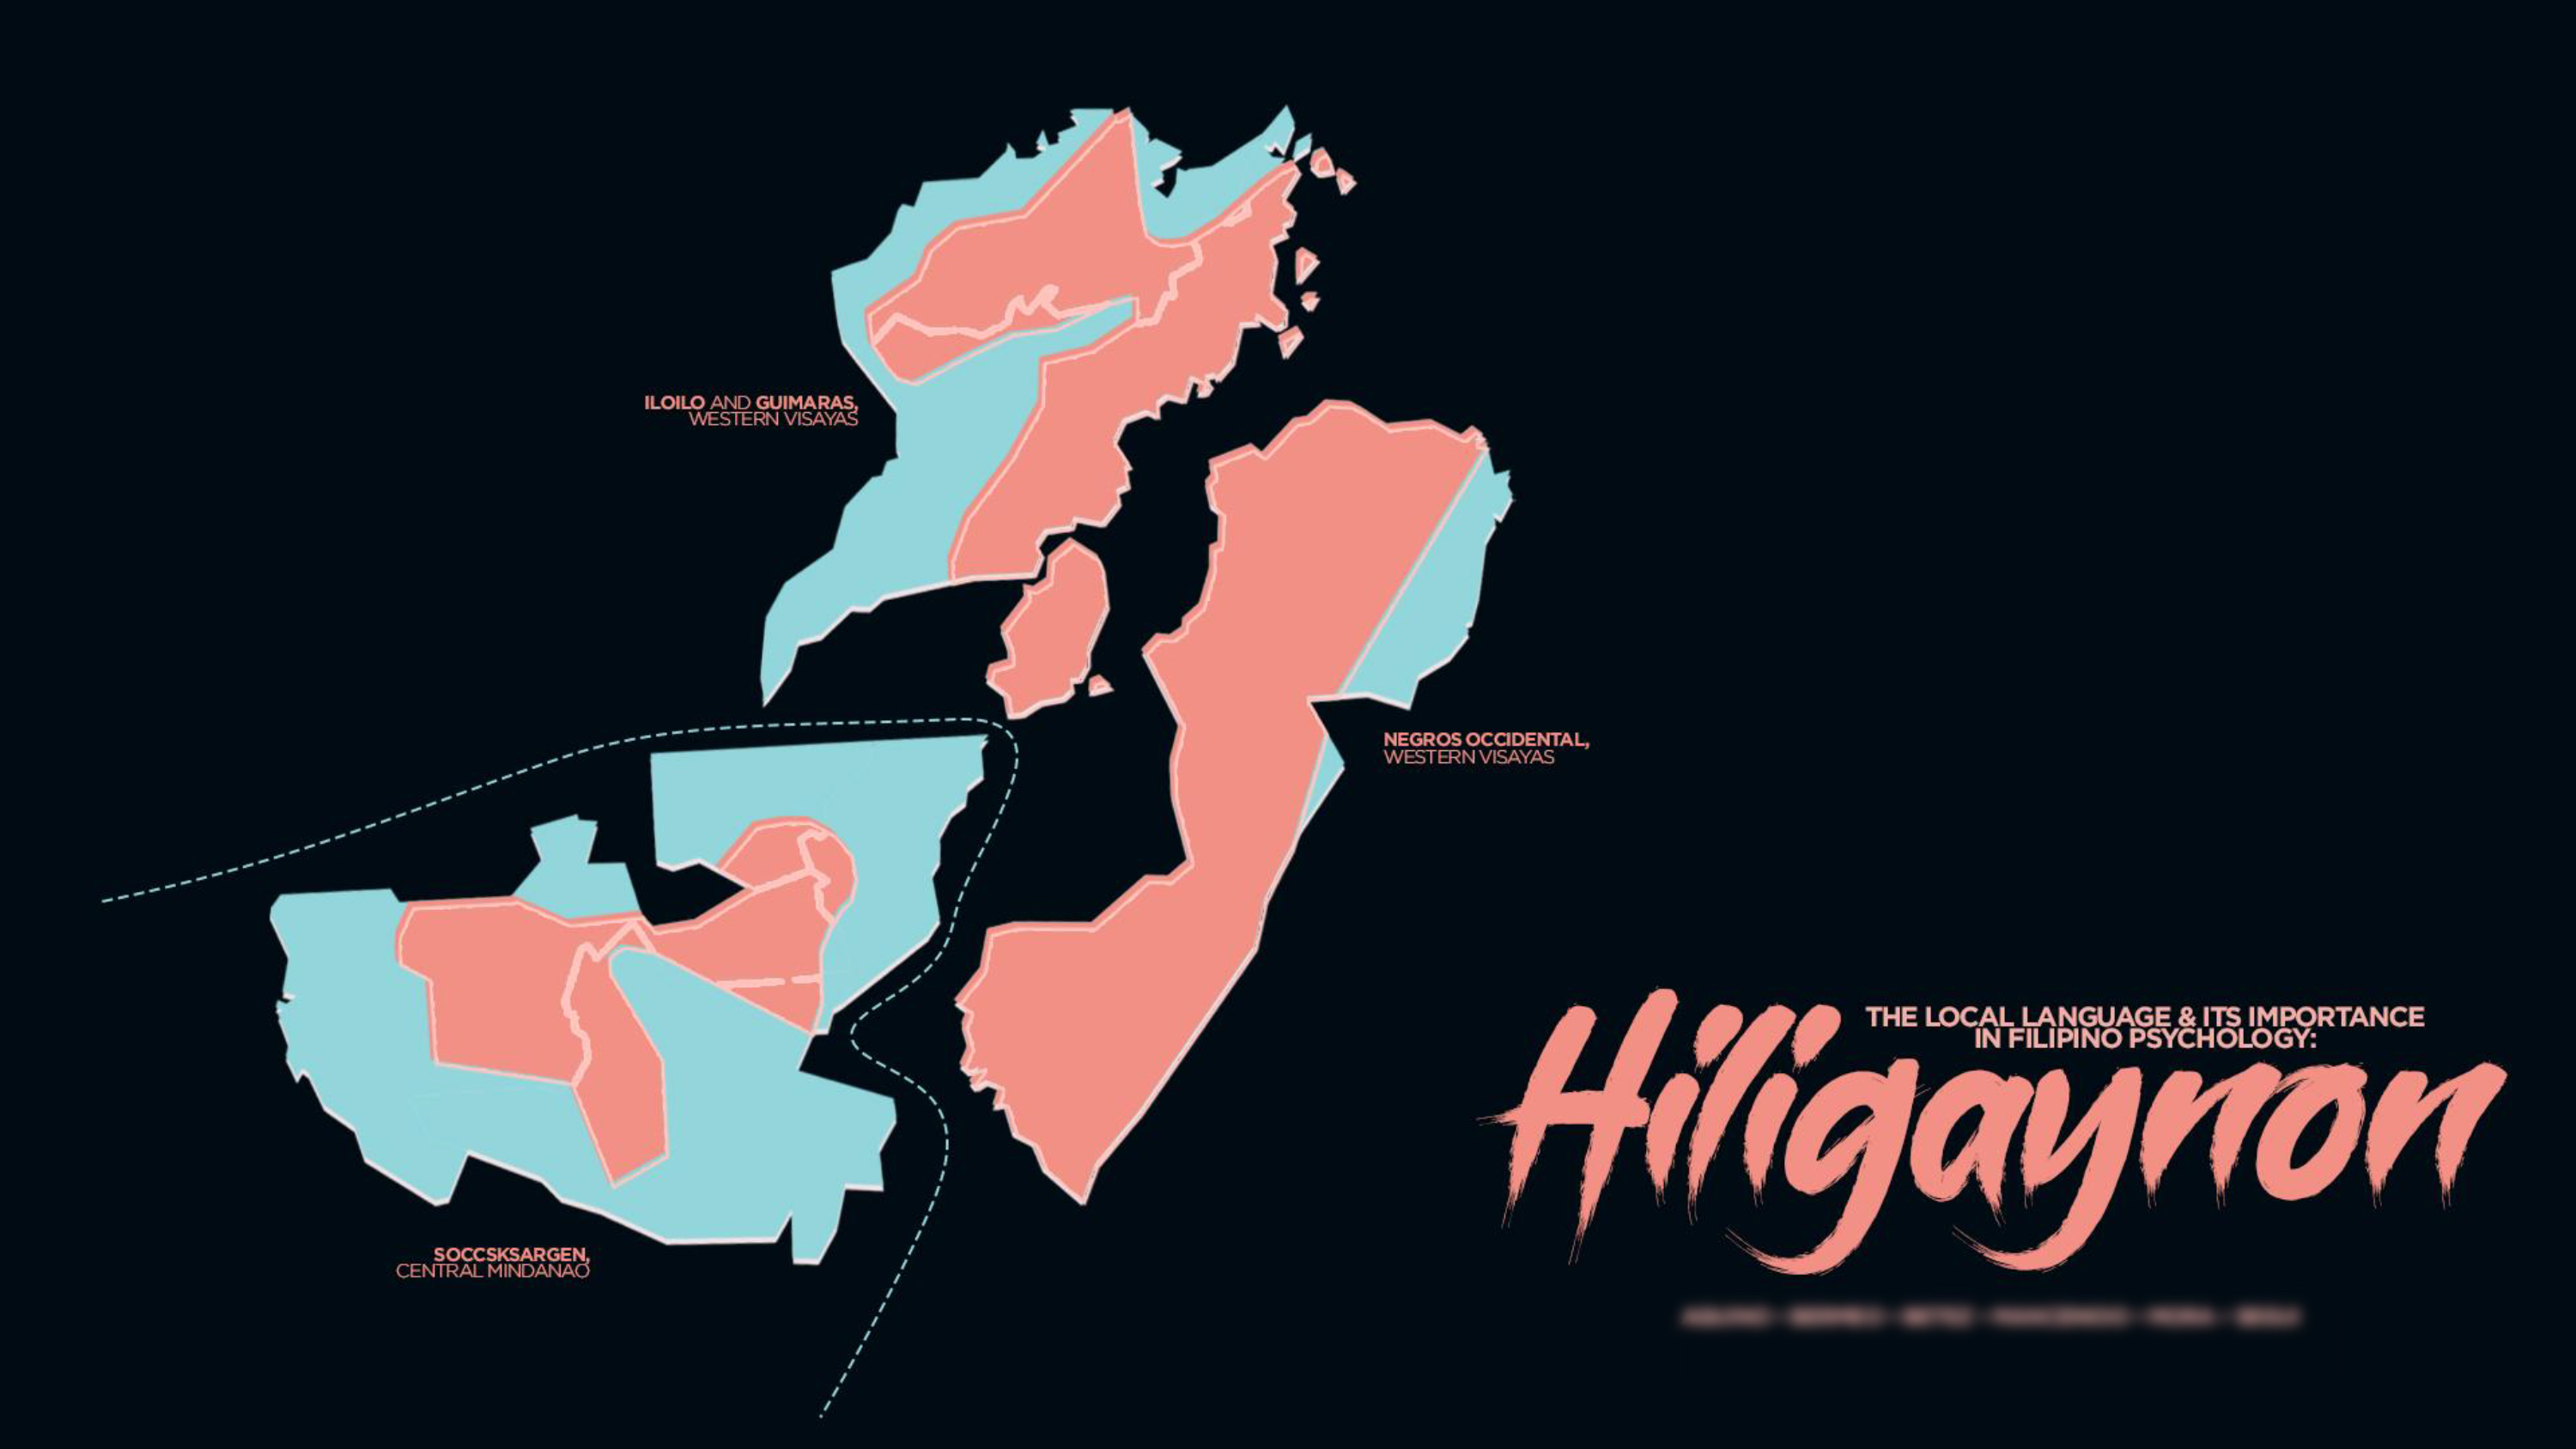 ILOILO AND GUIMARAS,
WESTERN VISAYAS
NEGROS OCCIDENTAL,
WESTERN VISAYAS
SOCCSKSARGEN,
CENTRAL MINDANAO
THE LOCAL LANGUAGE & ITS IMPORTANCE
IN FILIPINO PSYCHOLOGY:
Hiligaynon